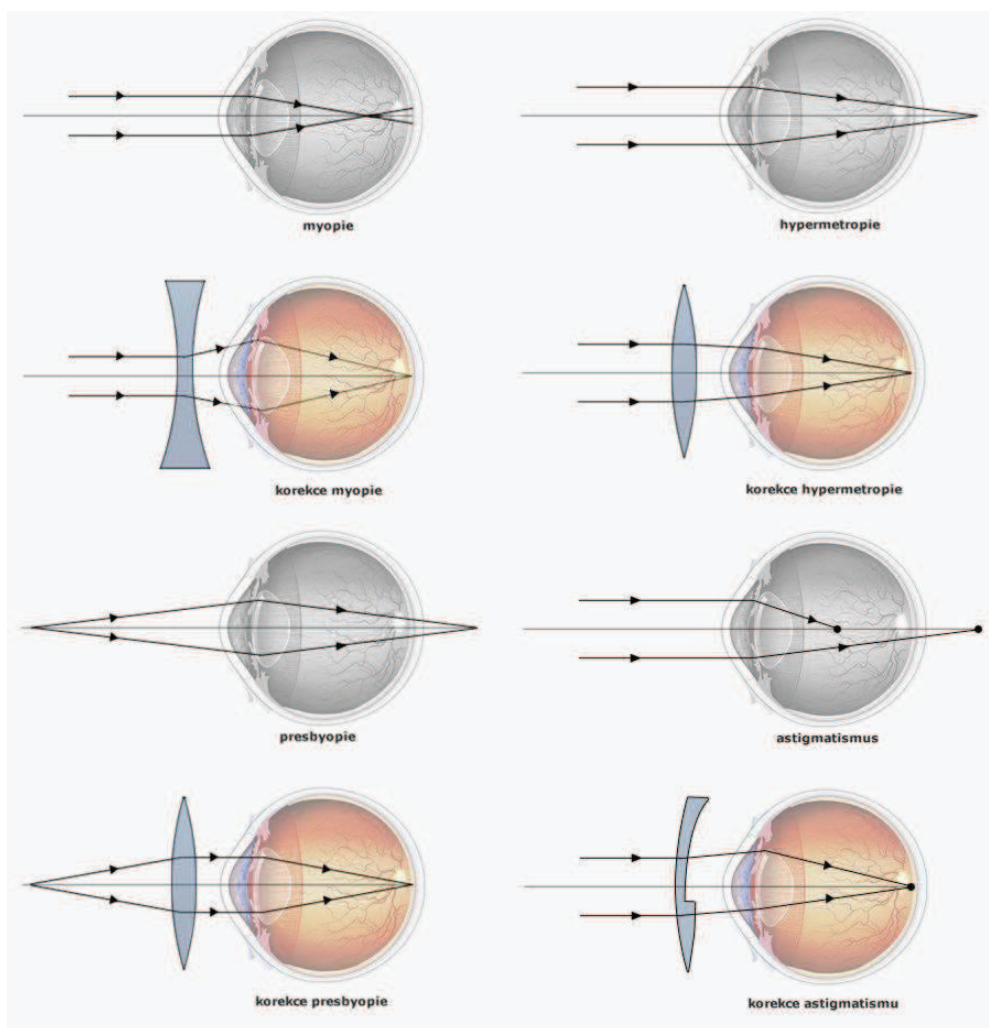 myopie
hypermetropie
korekce myopie
korekce hypermetropie
presbyopie
astigmatismus
korekce presbyopie
korekce astigmatismu